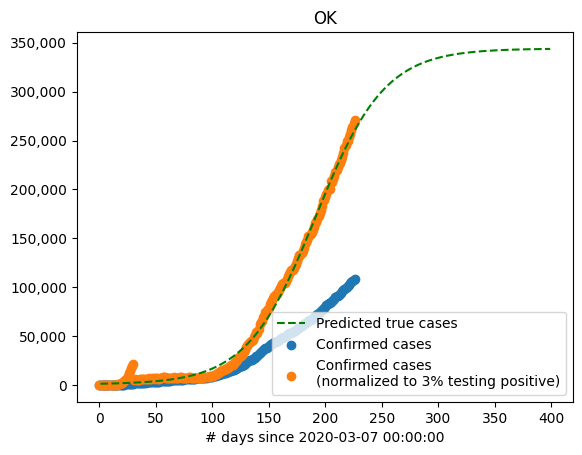 OK
350,000
300,000
250,000
200,000
150,000
100,000
50,000
0
Predicted true cases
Confirmed cases
Confirmed cases
(normalized to 3% testing positive)
0 50 100 150 200 250 300 350 400
# days since 2020-03-07 00:00:00